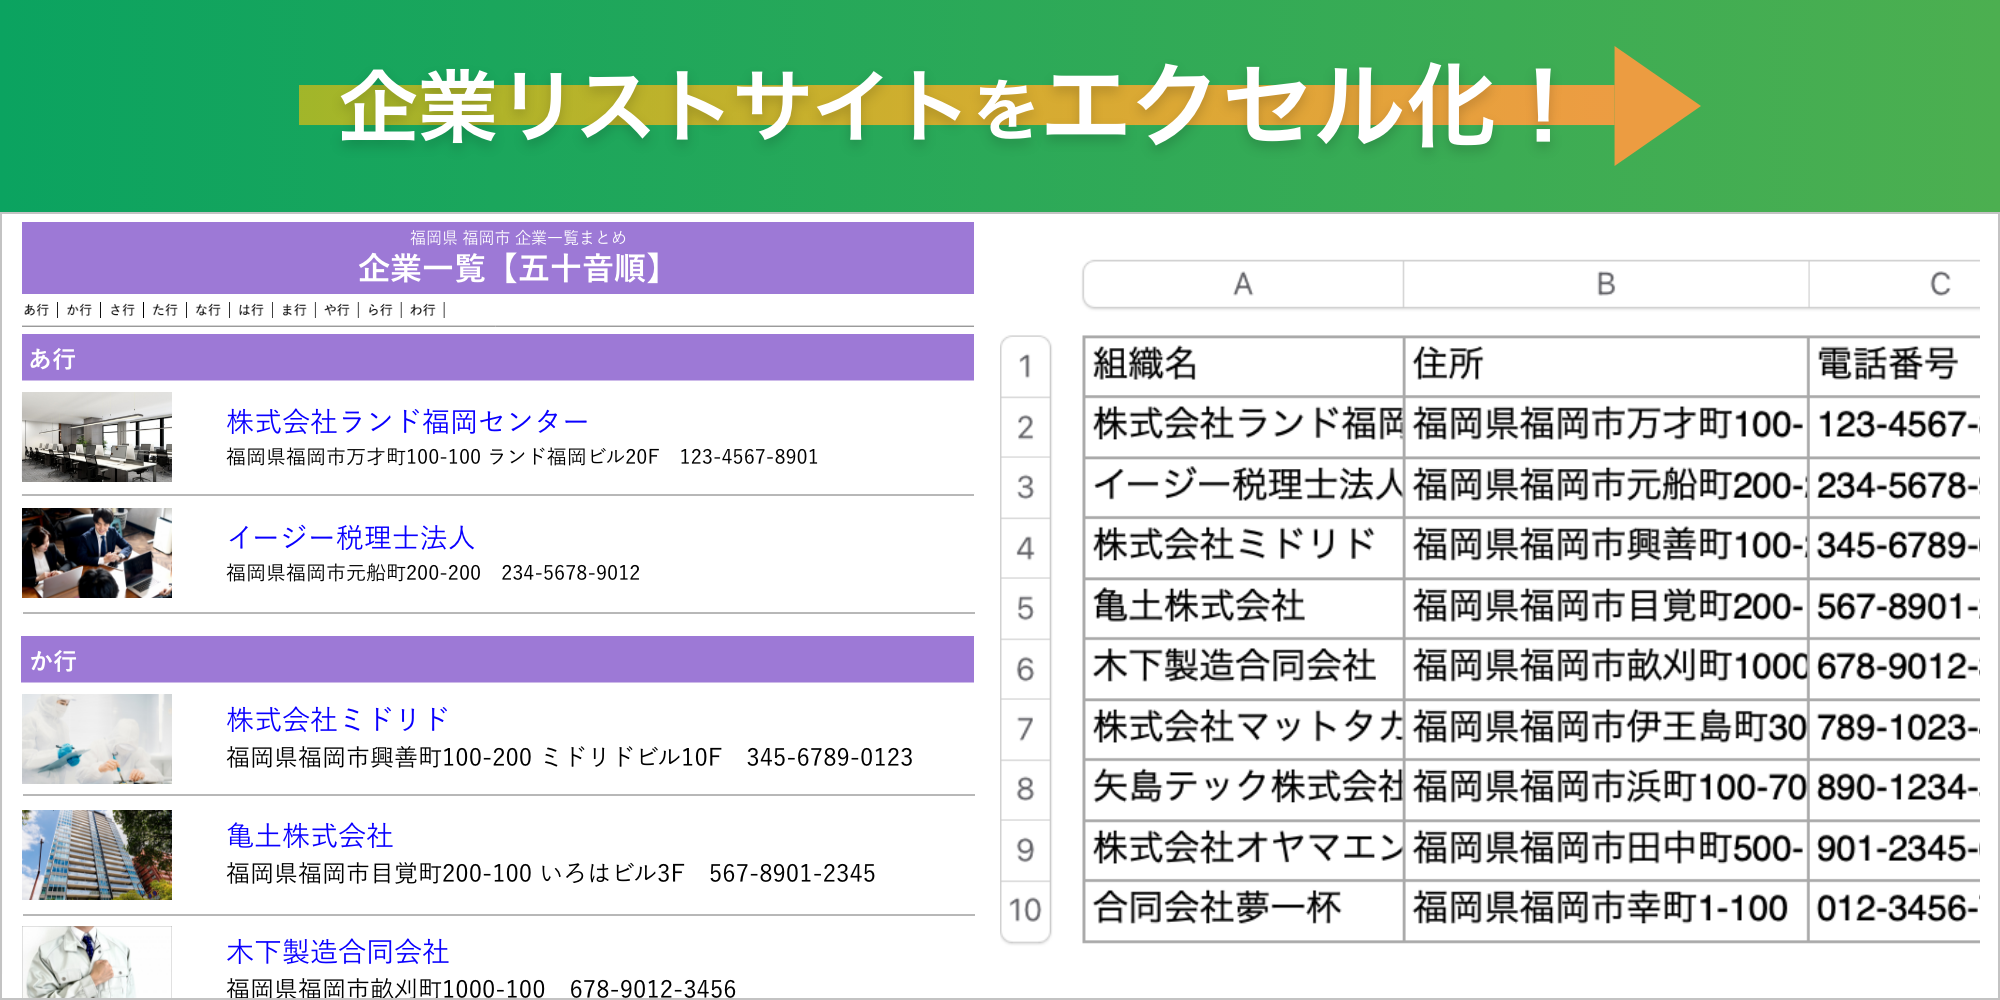 企業リストサイトをエクセル化！
福岡県 福岡市 企業一覧まとめ
企業一覧【五十音順】
あ行 | か行 | さ行 | た行 | な行 | は行 | ま行 | や行 | ら行 | わ行 |
あ行
株式会社ランド福岡センター
福岡県福岡市万才町100-100 ランド福岡ビル20F　123-4567-8901
イージー税理士法人
福岡県福岡市元船町200-200　234-5678-9012
か行
株式会社ミドリド
福岡県福岡市興善町100-200 ミドリドビル10F　345-6789-0123
亀土株式会社
福岡県福岡市目覚町200-100 いろはビル3F　567-8901-2345
木下製造合同会社
福岡県福岡市畝刈町1000-100　678-9012-3456
A B C
1 組織名 住所 電話番号
2 株式会社ランド福岡 福岡県福岡市万才町100- 123-4567-
3 イージー税理士法人 福岡県福岡市元船町200- 234-5678-
4 株式会社ミドリド 福岡県福岡市興善町100- 345-6789-
5 亀土株式会社 福岡県福岡市目覚町200- 567-8901-
6 木下製造合同会社 福岡県福岡市畝刈町1000 678-9012-
7 株式会社マットタカ 福岡県福岡市伊王島町30 789-1023-
8 矢島テック株式会社 福岡県福岡市浜町100-70 890-1234-
9 株式会社オヤマエン 福岡県福岡市田中町500- 901-2345-
10 合同会社夢一杯 福岡県福岡市幸町1-100 012-3456-